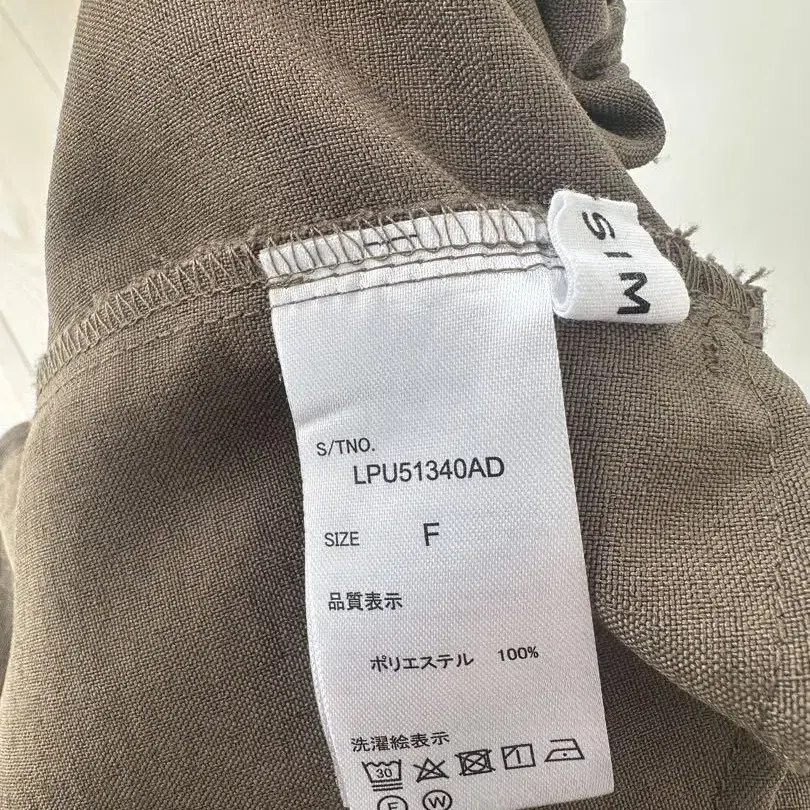 SIM
S/TNO.
LPU51340AD
SIZE F
品質表示
ポリエステル 100%
洗濯絵表示
30
F W